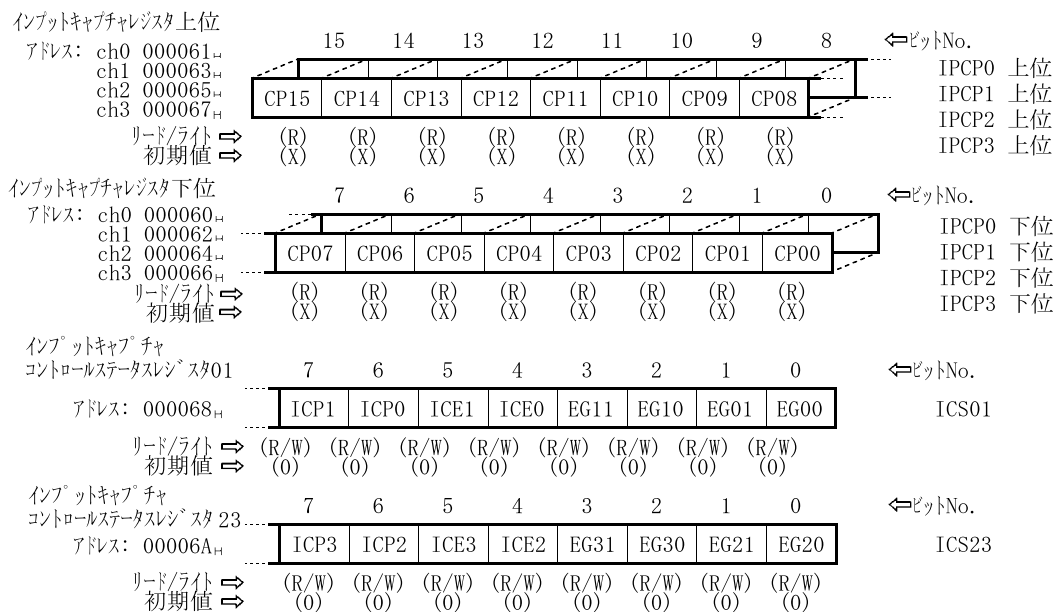 インプットキャプチャレジスタ上位
15 14 13 12 11 10 9 8 ⇦ビットNo.
アドレス: ch0 000061H
ch1 000063H
ch2 000065H
ch3 000067H
CP15 CP14 CP13 CP12 CP11 CP10 CP09 CP08
IPCP0 上位
IPCP1 上位
IPCP2 上位
IPCP3 上位
リード/ライト ⇨ (R) (R) (R) (R) (R) (R) (R) (R)
初期値 ⇨ (X) (X) (X) (X) (X) (X) (X) (X)
インプットキャプチャレジスタ下位
7 6 5 4 3 2 1 0 ⇦ビットNo.
アドレス: ch0 000060H
ch1 000062H
ch2 000064H
ch3 000066H
CP07 CP06 CP05 CP04 CP03 CP02 CP01 CP00
IPCP0 下位
IPCP1 下位
IPCP2 下位
IPCP3 下位
リード/ライト ⇨ (R) (R) (R) (R) (R) (R) (R) (R)
初期値 ⇨ (X) (X) (X) (X) (X) (X) (X) (X)
インプットキャプチャ
コントロールステータスレジスタ01 7 6 5 4 3 2 1 0 ⇦ビットNo.
アドレス: 000068H ICP1 ICP0 ICE1 ICE0 EG11 EG10 EG01 EG00 ICS01
リード/ライト ⇨ (R/W) (R/W) (R/W) (R/W) (R/W) (R/W) (R/W) (R/W)
初期値 ⇨ (0) (0) (0) (0) (0) (0) (0) (0)
インプットキャプチャ
コントロールステータスレジスタ23 7 6 5 4 3 2 1 0 ⇦ビットNo.
アドレス: 00006AH ICP3 ICP2 ICE3 ICE2 EG31 EG30 EG21 EG20 ICS23
リード/ライト ⇨ (R/W) (R/W) (R/W) (R/W) (R/W) (R/W) (R/W) (R/W)
初期値 ⇨ (0) (0) (0) (0) (0) (0) (0) (0)